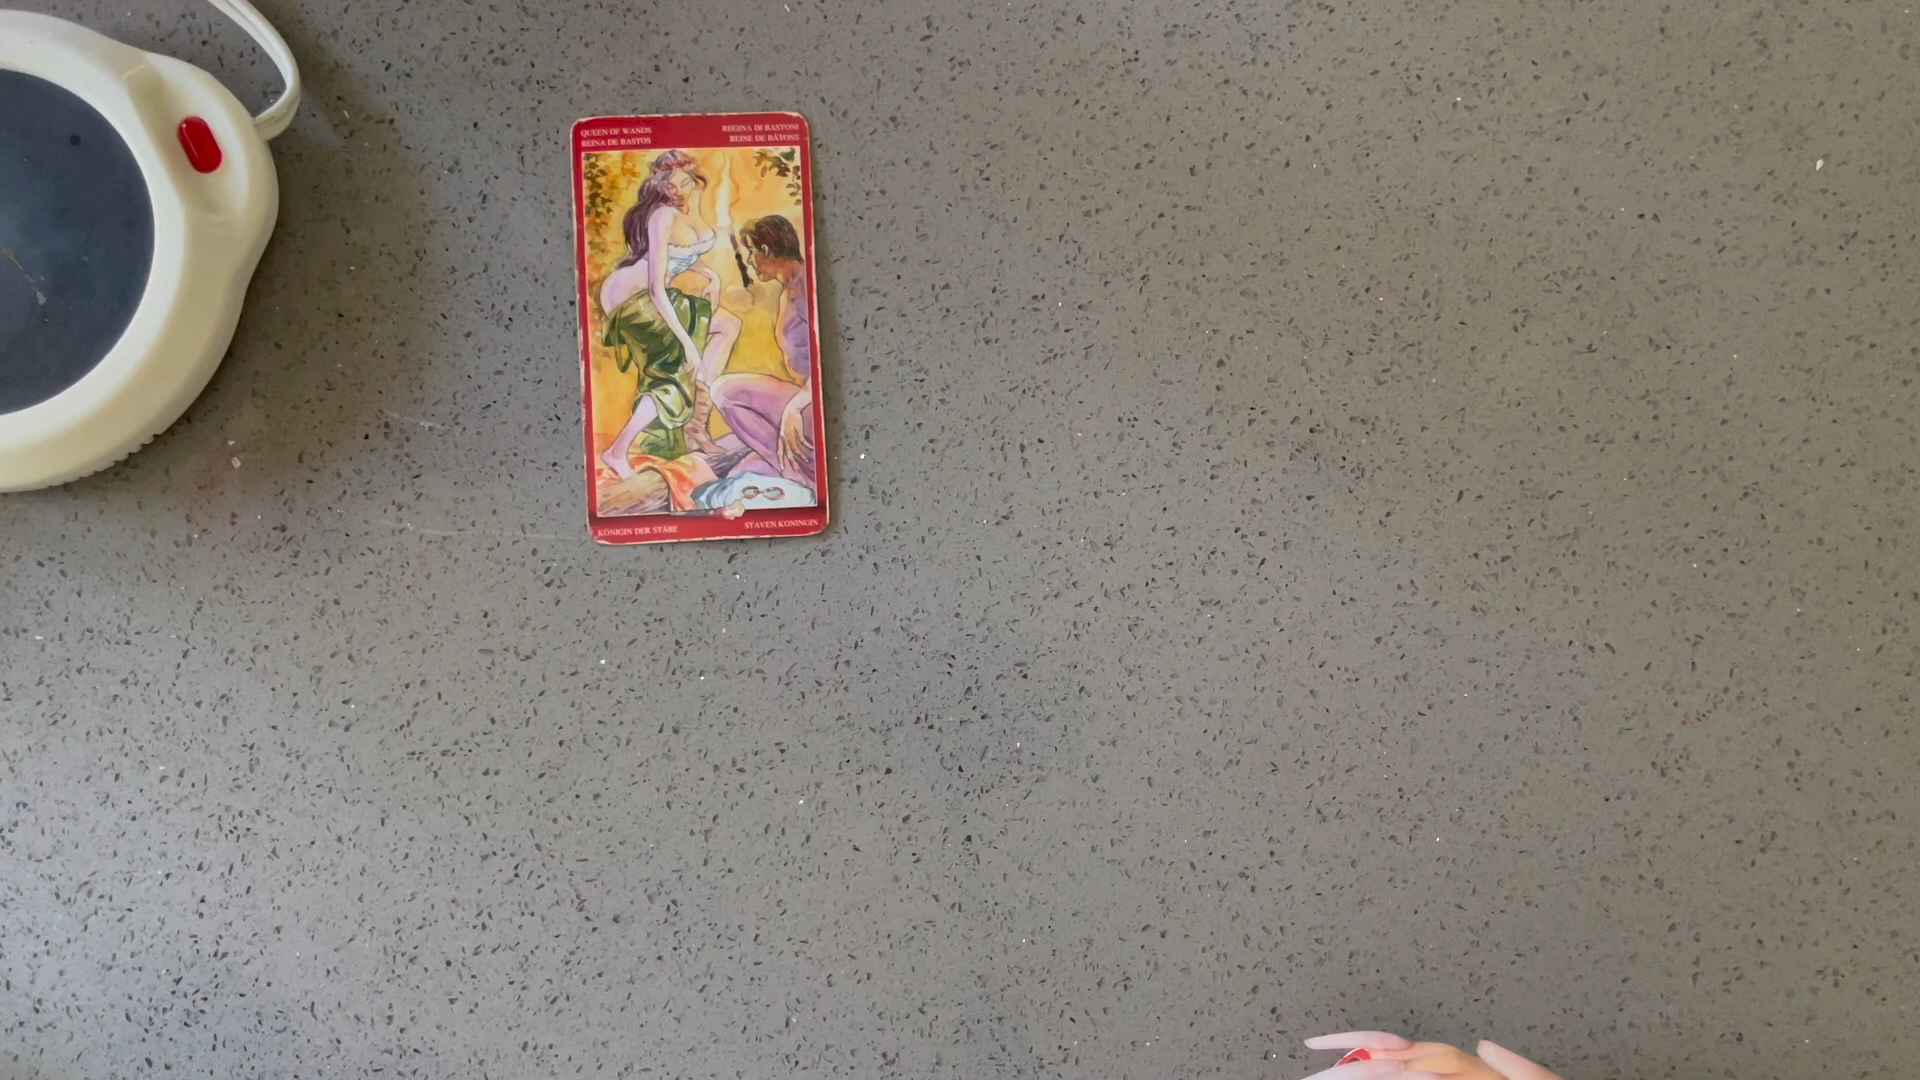 QUEEN OF WANDS
REINA DE BASTOS
REGINA DI BASTONI
REINE DE BÂTONS
KÖNIGIN DER STÄBE
STAVEN KONINGIN